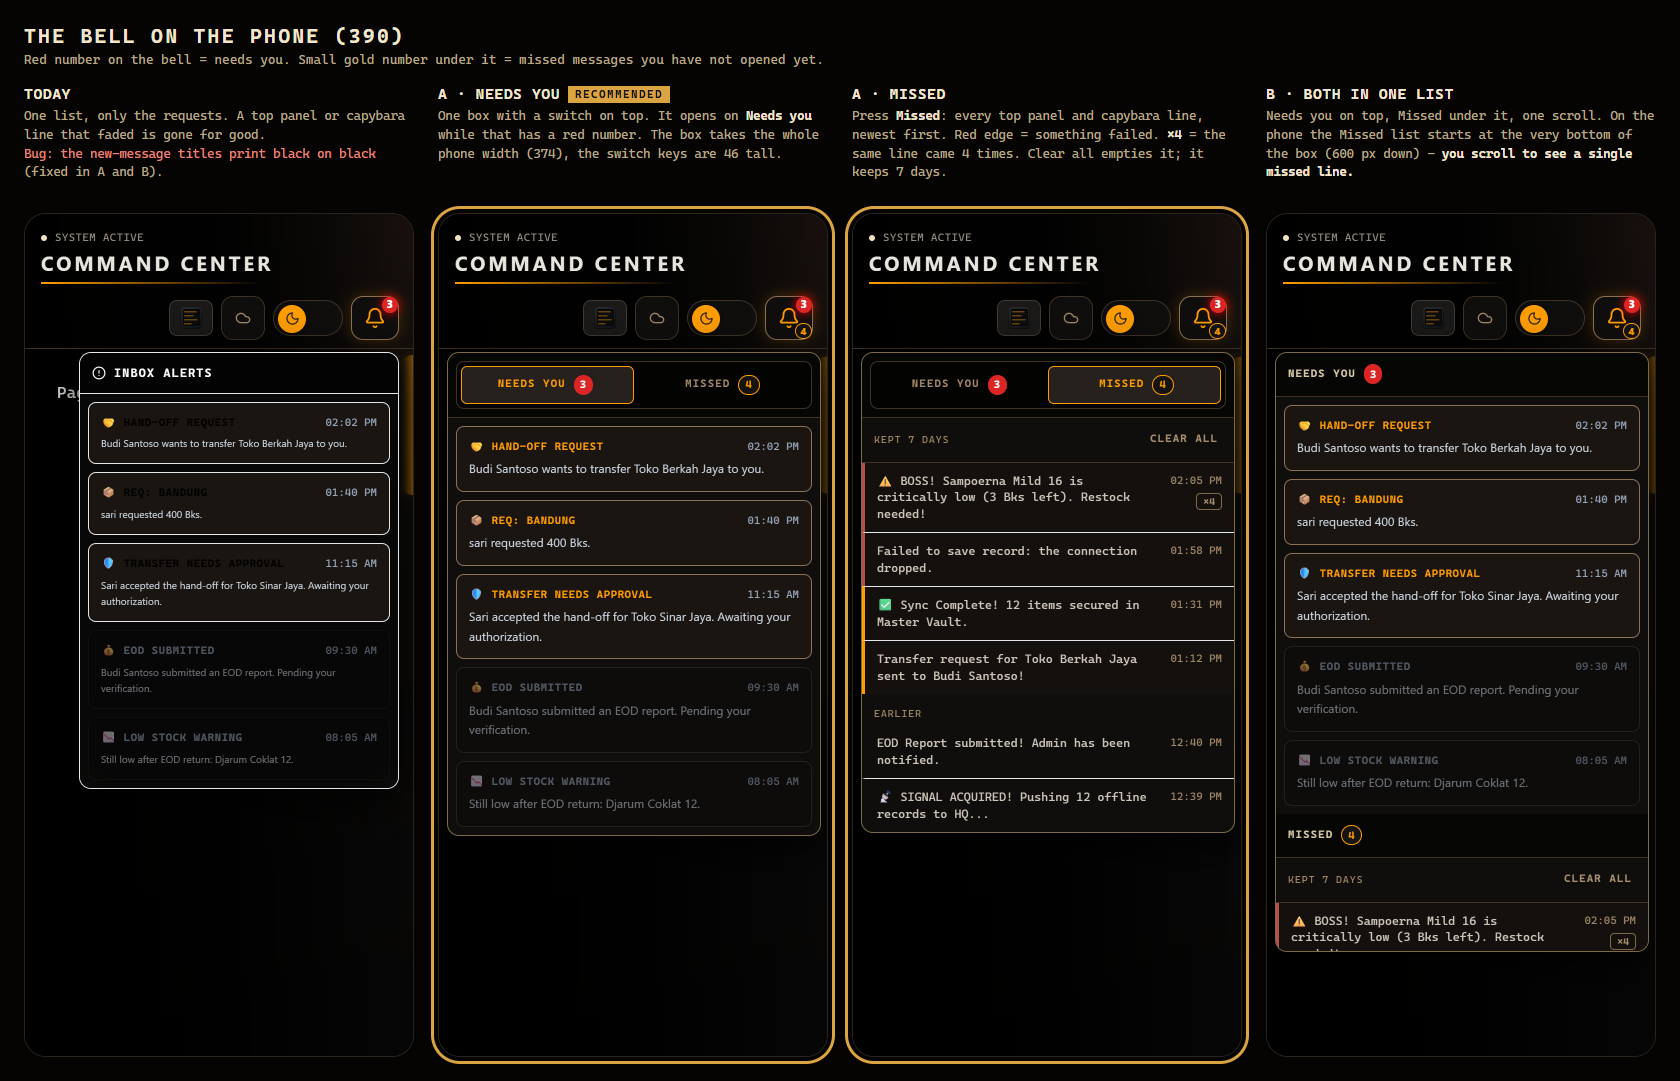 THE BELL ON THE PHONE (390)
Red number on the bell = needs you. Small gold number under it = missed messages you have not opened yet.
TODAY
One list, only the requests. A top panel or capybara
line that faded is gone for good.
Bug: the new-message titles print black on black
(fixed in A and B).
SYSTEM ACTIVE
COMMAND CENTER
3
Pa
INBOX ALERTS
HAND-OFF REQUEST 02:02 PM
Budi Santoso wants to transfer Toko Berkah Jaya to you.
REQ: BANDUNG 01:40 PM
sari requested 400 Bks.
TRANSFER NEEDS APPROVAL 11:15 AM
Sari accepted the hand-off for Toko Sinar Jaya. Awaiting your
authorization.
EOD SUBMITTED 09:30 AM
Budi Santoso submitted an EOD report. Pending your
verification.
LOW STOCK WARNING 08:05 AM
Still low after EOD return: Djarum Coklat 12.
A · NEEDS YOU RECOMMENDED
One box with a switch on top. It opens on Needs you
while that has a red number. The box takes the whole
phone width (374), the switch keys are 46 tall.
SYSTEM ACTIVE
COMMAND CENTER
3
4
NEEDS YOU 3 MISSED 4
HAND-OFF REQUEST 02:02 PM
Budi Santoso wants to transfer Toko Berkah Jaya to you.
REQ: BANDUNG 01:40 PM
sari requested 400 Bks.
TRANSFER NEEDS APPROVAL 11:15 AM
Sari accepted the hand-off for Toko Sinar Jaya. Awaiting your
authorization.
EOD SUBMITTED 09:30 AM
Budi Santoso submitted an EOD report. Pending your
verification.
LOW STOCK WARNING 08:05 AM
Still low after EOD return: Djarum Coklat 12.
A · MISSED
Press Missed: every top panel and capybara line,
newest first. Red edge = something failed. ×4 = the
same line came 4 times. Clear all empties it; it
keeps 7 days.
SYSTEM ACTIVE
COMMAND CENTER
3
4
NEEDS YOU 3 MISSED 4
KEPT 7 DAYS CLEAR ALL
BOSS! Sampoerna Mild 16 is 02:05 PM
critically low (3 Bks left). Restock ×4
needed!
Failed to save record: the connection 01:58 PM
dropped.
Sync Complete! 12 items secured in 01:31 PM
Master Vault.
Transfer request for Toko Berkah Jaya 01:12 PM
sent to Budi Santoso!
EARLIER
EOD Report submitted! Admin has been 12:40 PM
notified.
SIGNAL ACQUIRED! Pushing 12 offline 12:39 PM
records to HQ...
B · BOTH IN ONE LIST
Needs you on top, Missed under it, one scroll. On the
phone the Missed list starts at the very bottom of
the box (600 px down) – you scroll to see a single
missed line.
SYSTEM ACTIVE
COMMAND CENTER
3
4
NEEDS YOU 3
HAND-OFF REQUEST 02:02 PM
Budi Santoso wants to transfer Toko Berkah Jaya to you.
REQ: BANDUNG 01:40 PM
sari requested 400 Bks.
TRANSFER NEEDS APPROVAL 11:15 AM
Sari accepted the hand-off for Toko Sinar Jaya. Awaiting your
authorization.
EOD SUBMITTED 09:30 AM
Budi Santoso submitted an EOD report. Pending your
verification.
LOW STOCK WARNING 08:05 AM
Still low after EOD return: Djarum Coklat 12.
MISSED 4
KEPT 7 DAYS CLEAR ALL
BOSS! Sampoerna Mild 16 is 02:05 PM
critically low (3 Bks left). Restock ×4